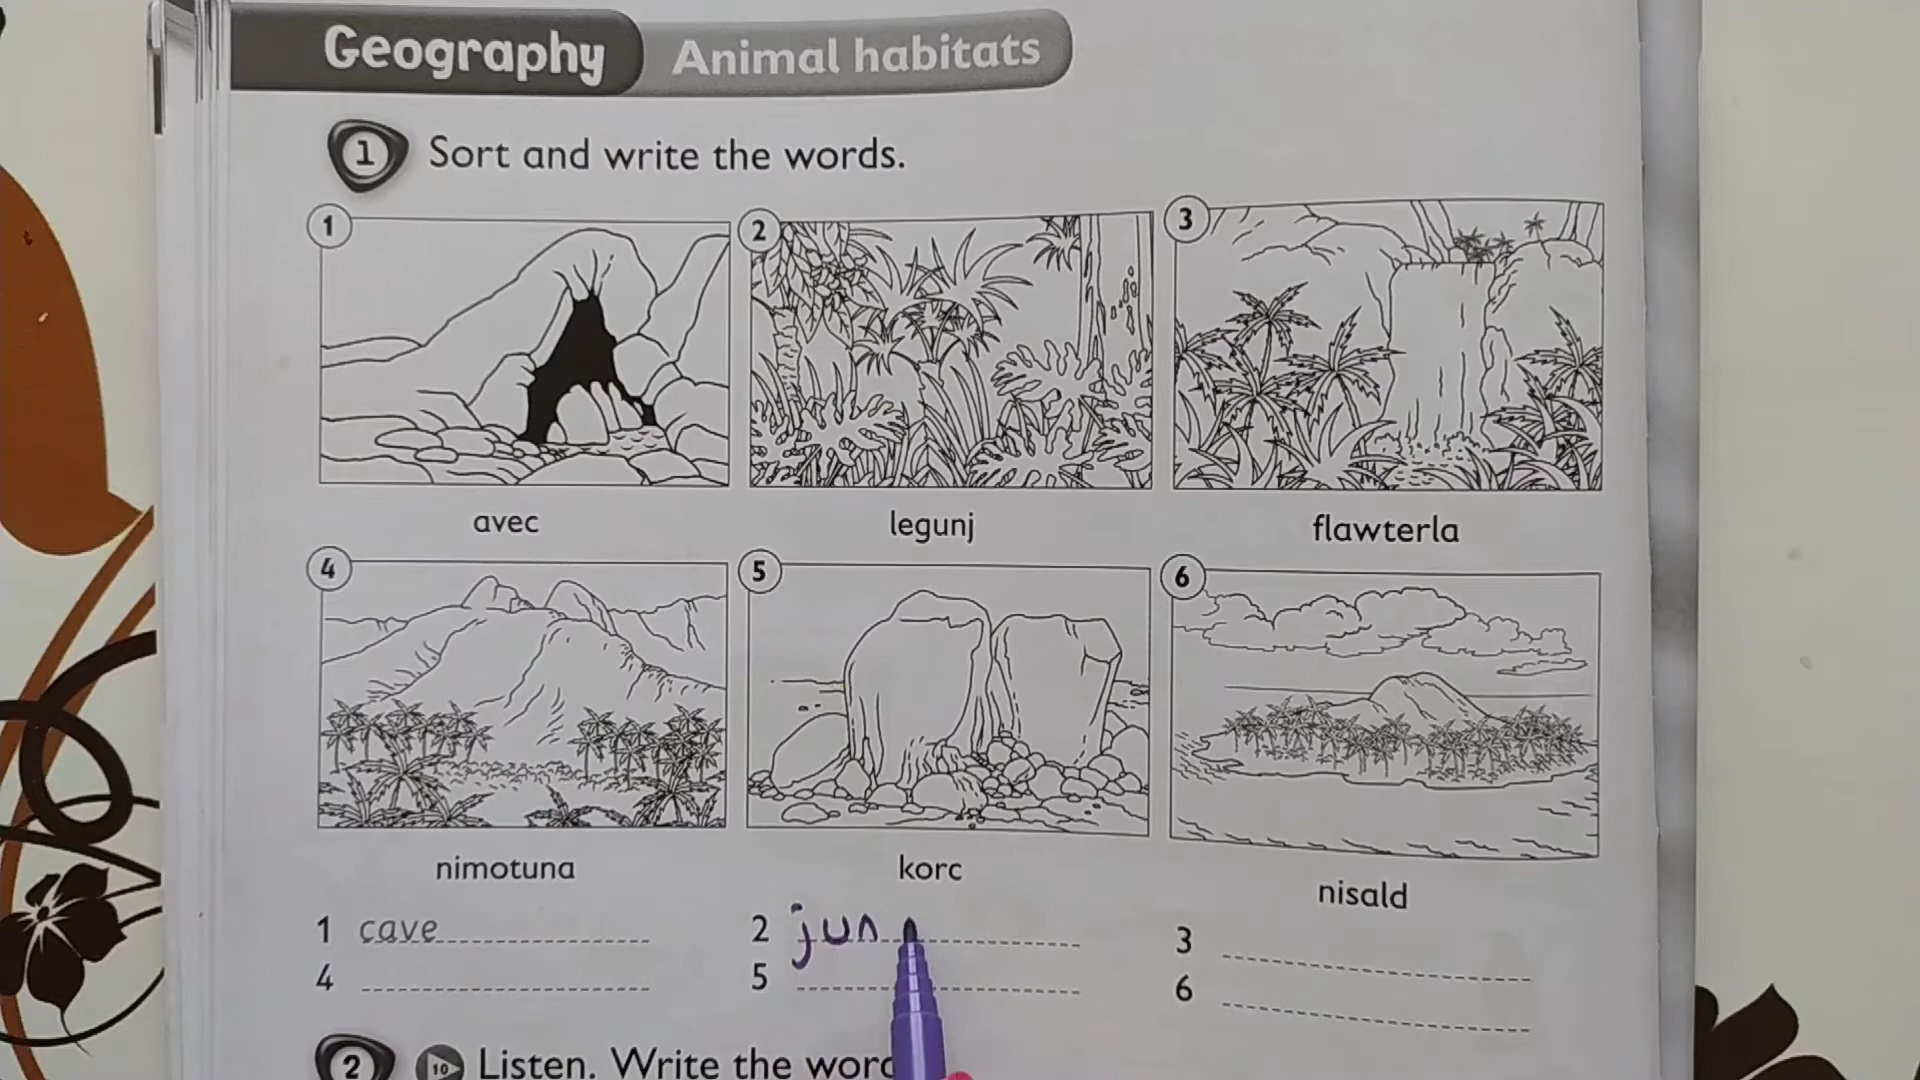 Geography Animal habitats
1 Sort and write the words.
1 2 3
avec legunj flawterla
4 5 6
nimotuna korc nisald
1 cave 2 jun 3
4 5 6
2 10 Listen. Write the